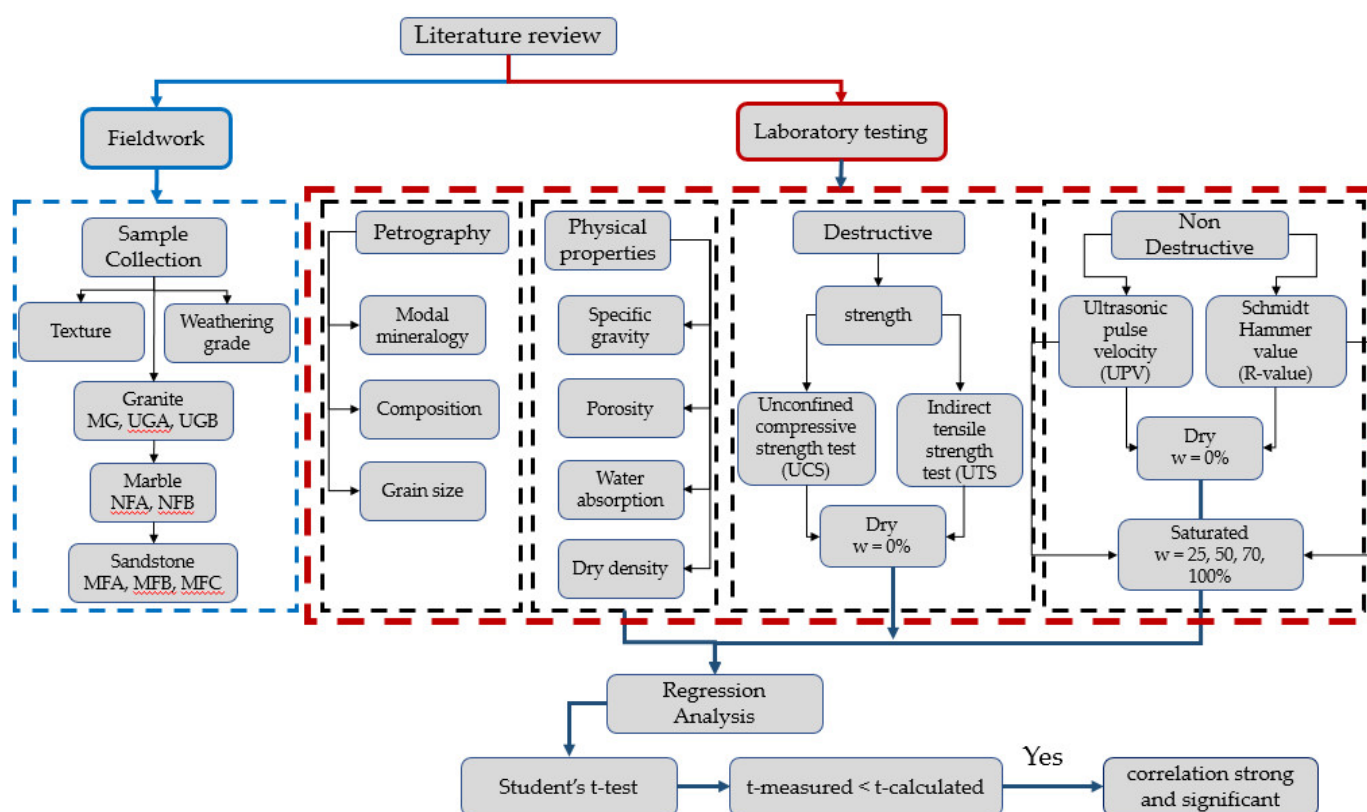 Literature review
Fieldwork
Laboratory testing
Sample
Collection
Texture
Weathering
grade
Granite
MG, UGA, UGB
Marble
NFA, NFB
Sandstone
MFA, MFB, MFC
Petrography
Modal
mineralogy
Composition
Grain size
Physical
properties
Specific
gravity
Porosity
Water
absorption
Dry density
Destructive
strength
Unconfined
compressive
strength test
(UCS)
Indirect
tensile
strength
test (UTS
Dry
w = 0%
Non
Destructive
Ultrasonic
pulse
velocity
(UPV)
Schmidt
Hammer
value
(R-value)
Dry
w = 0%
Saturated
w = 25, 50, 70,
100%
Regression
Analysis
Student's t-test
t-measured < t-calculated
Yes
correlation strong
and significant